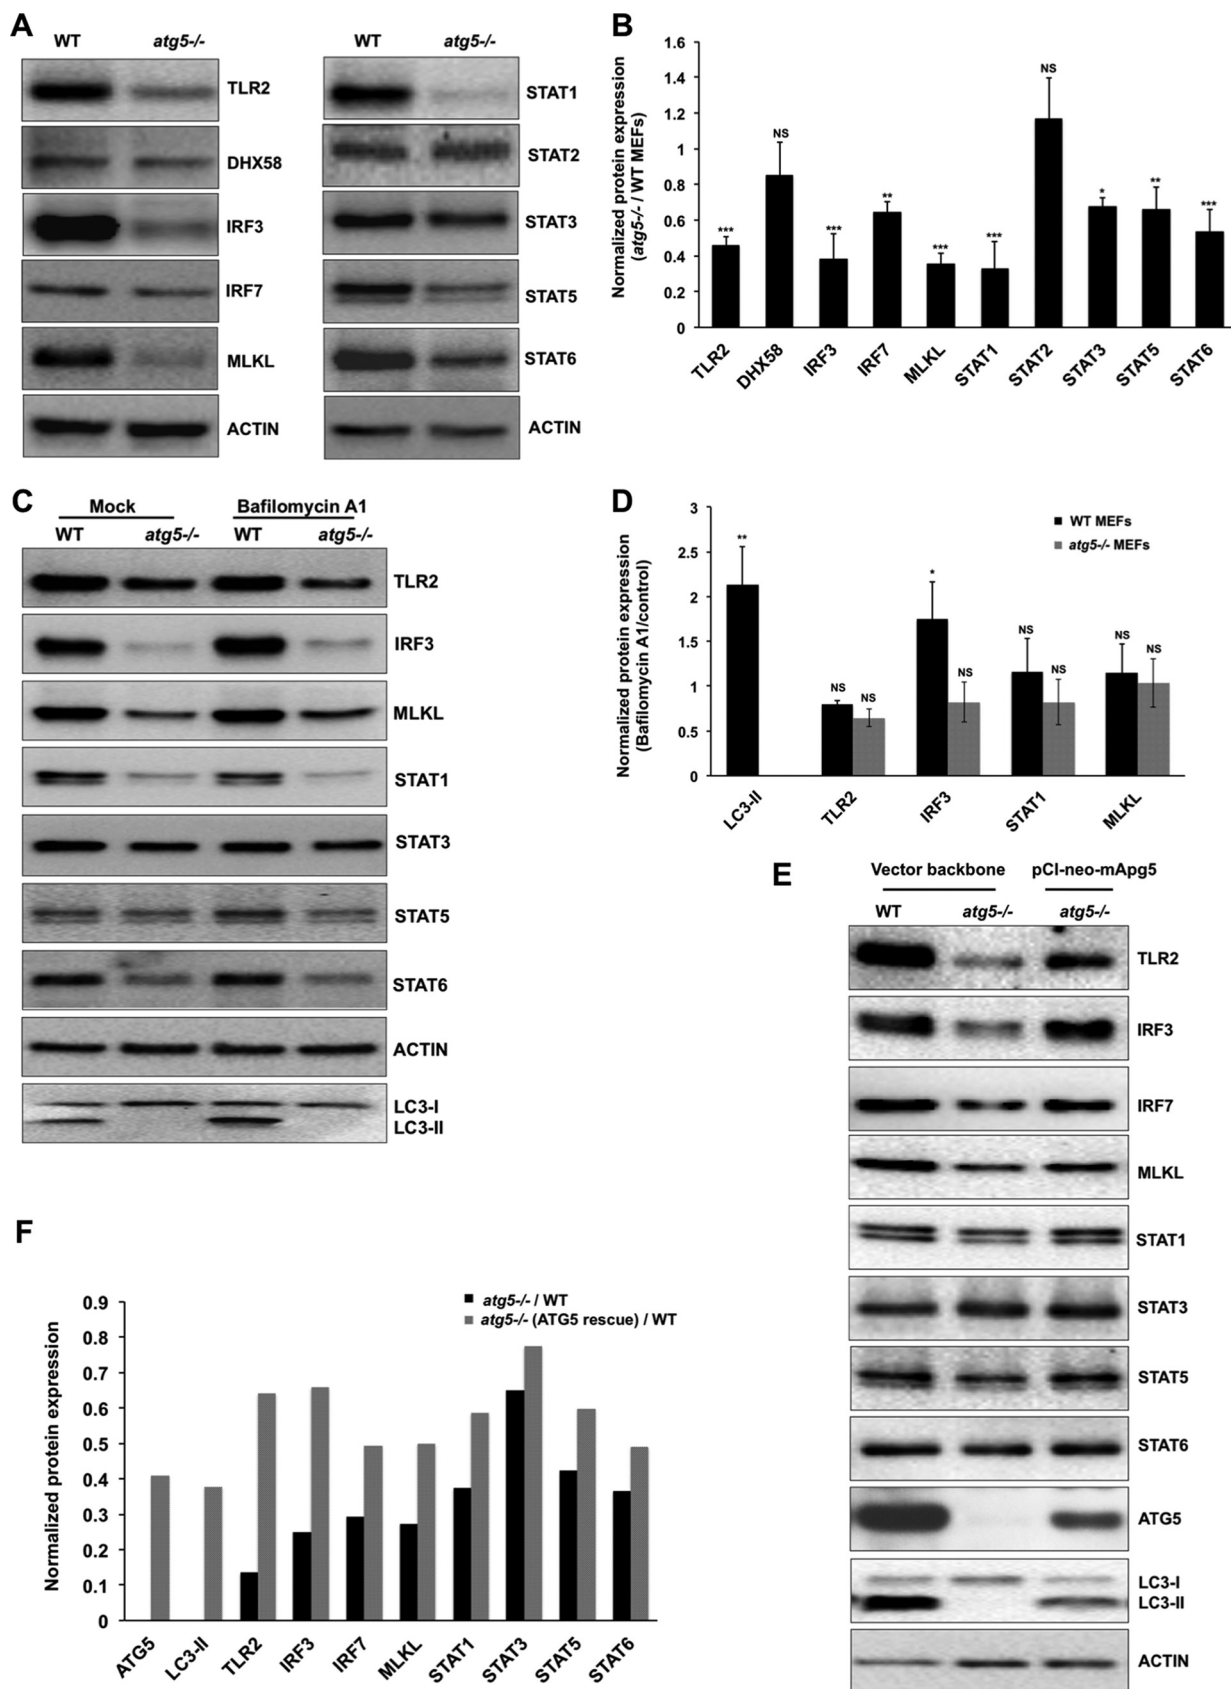 A
WT atg5-/-
TLR2
DHX58
IRF3
IRF7
MLKL
ACTIN
WT atg5-/-
STAT1
STAT2
STAT3
STAT5
STAT6
ACTIN
B
Normalized protein expression
(atg5-/- / WT MEFs)
1.6
1.4
1.2
1
0.8
0.6
0.4
0.2
0
*** NS *** ** *** *** NS * ** ***
TLR2 DHX58 IRF3 IRF7 MLKL STAT1 STAT2 STAT3 STAT5 STAT6
C
Mock Bafilomycin A1
WT atg5-/- WT atg5-/-
TLR2
IRF3
MLKL
STAT1
STAT3
STAT5
STAT6
ACTIN
LC3-I
LC3-II
D
Normalized protein expression
(Bafilomycin A1/control)
3
2.5
2
1.5
1
0.5
0
WT MEFs
atg5-/- MEFs
** NS NS * NS NS NS NS NS
LC3-II TLR2 IRF3 STAT1 MLKL
E
Vector backbone pCI-neo-mApg5
WT atg5-/- atg5-/-
TLR2
IRF3
IRF7
MLKL
STAT1
STAT3
STAT5
STAT6
ATG5
LC3-I
LC3-II
ACTIN
F
Normalized protein expression
0.9
0.8
0.7
0.6
0.5
0.4
0.3
0.2
0.1
0
atg5-/- / WT
atg5-/- (ATG5 rescue) / WT
ATG5 LC3-II TLR2 IRF3 IRF7 MLKL STAT1 STAT3 STAT5 STAT6